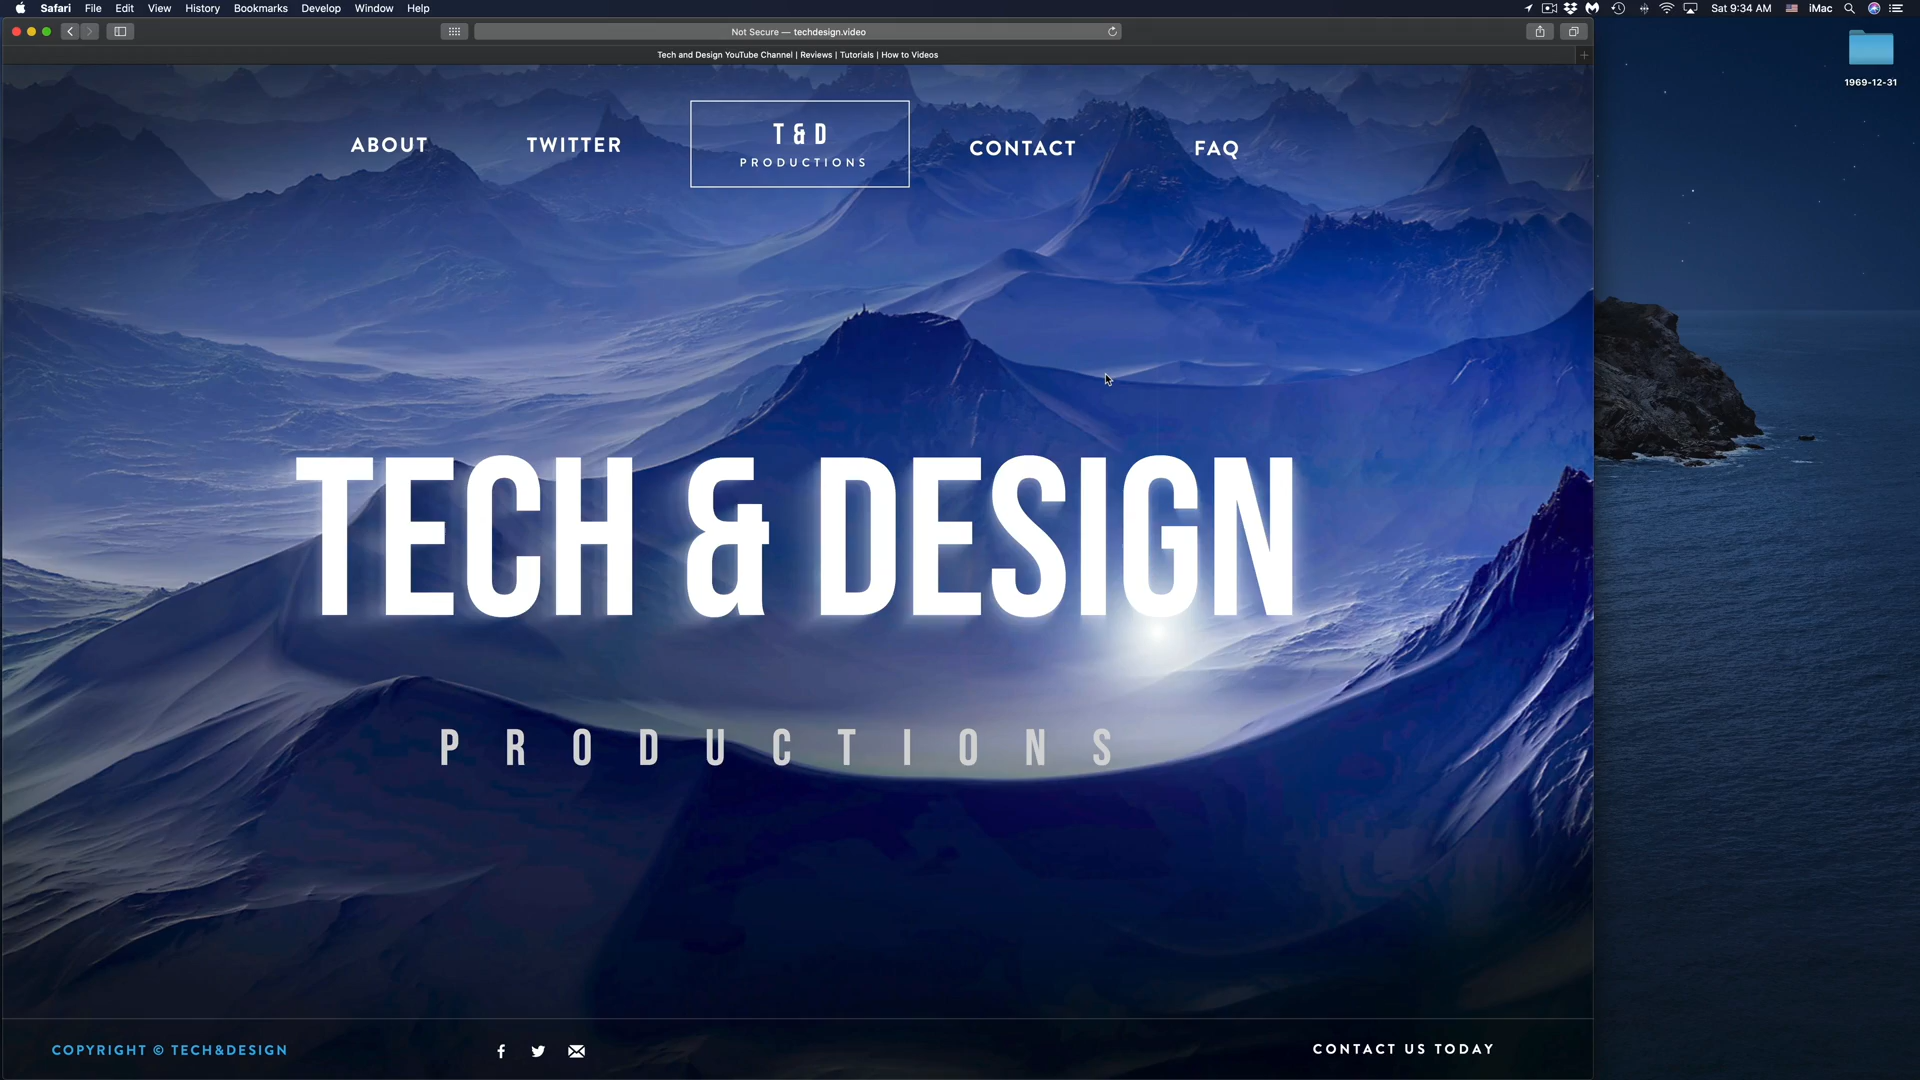 Safari File Edit View History Bookmarks Develop Window Help Sat 9:34 AM iMac
Not Secure — techdesign.video
Tech and Design YouTube Channel | Reviews | Tutorials | How to Videos
1969-12-31
ABOUT TWITTER
T & D
PRODUCTIONS
CONTACT FAQ
TECH & DESIGN
PRODUCTIONS
COPYRIGHT © TECH&DESIGN
CONTACT US TODAY